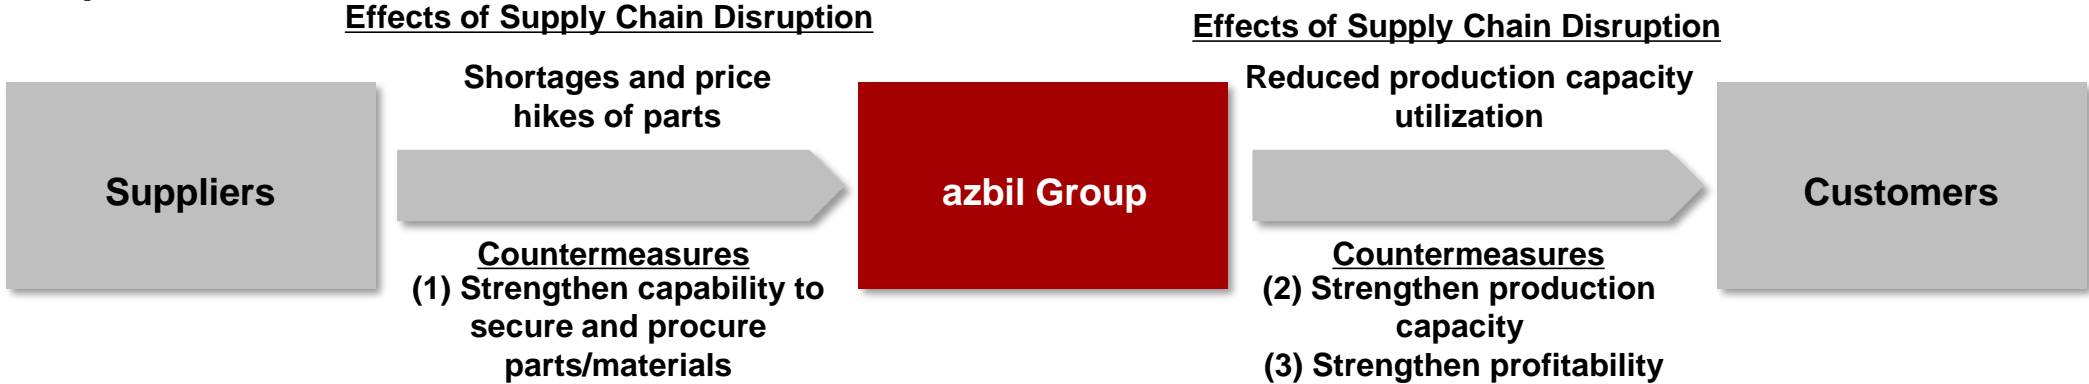 Effects of Supply Chain Disruption
Shortages and price
hikes of parts
Suppliers
Countermeasures
(1) Strengthen capability to
secure and procure
parts/materials
azbil Group
Effects of Supply Chain Disruption
Reduced production capacity
utilization
Countermeasures
(2) Strengthen production
capacity
(3) Strengthen profitability
Customers